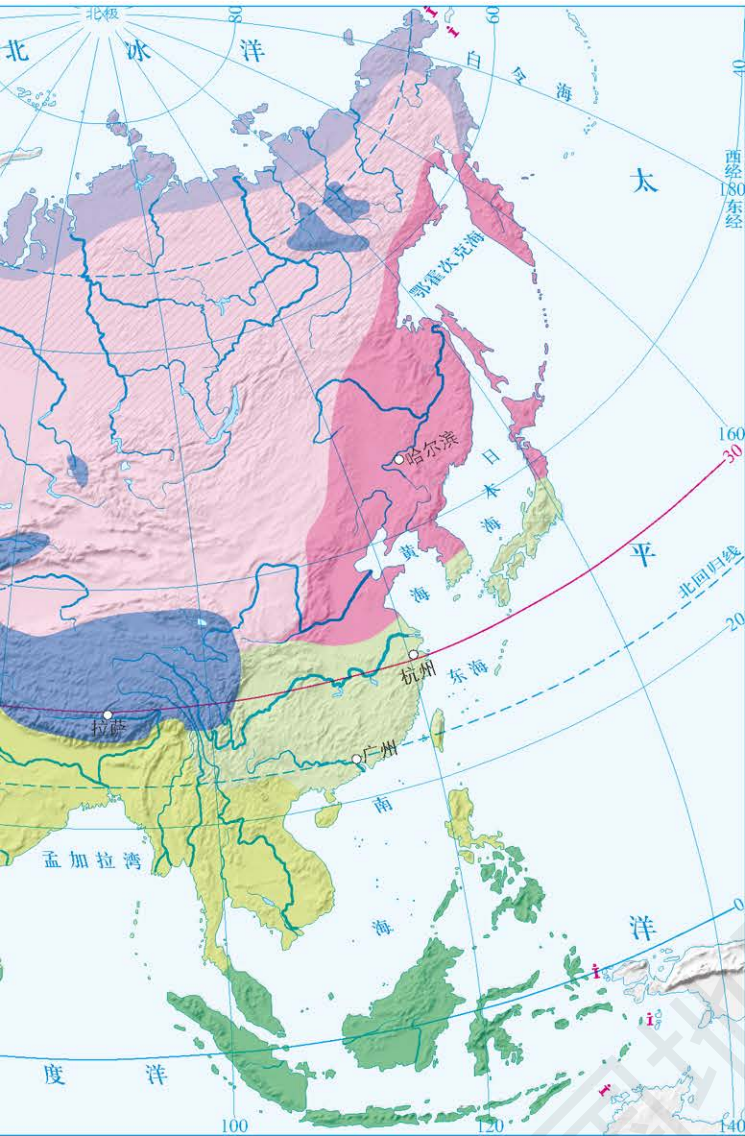 北极
80
60
40
北冰洋
白令海
西经
180
东经
太
鄂霍次克海
160
30
哈尔滨
日本海
黄海
平
北回归线
20
杭州
东海
拉萨
广州
南
孟加拉湾
海
洋
0
度洋
100
120
140